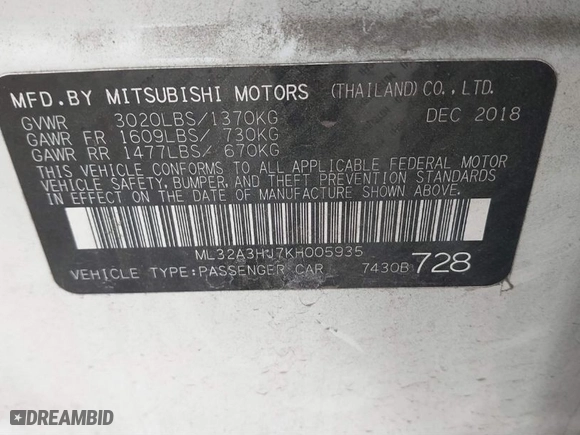 MFD.BY MITSUBISHI MOTORS (THAILAND) CO.,LTD.
GVWR 3020LBS/1370KG DEC 2018
GAWR FR 1609LBS/ 730KG
GAWR RR 1477LBS/ 670KG
THIS VEHICLE CONFORMS TO ALL APPLICABLE FEDERAL MOTOR
VEHICLE SAFETY, BUMPER, AND THEFT PREVENTION STANDARDS
IN EFFECT ON THE DATE OF MANUFACTURE SHOWN ABOVE.
ML32A3HJ7KH005935
VEHICLE TYPE:PASSENGER CAR 7430B 728
DREAMBID